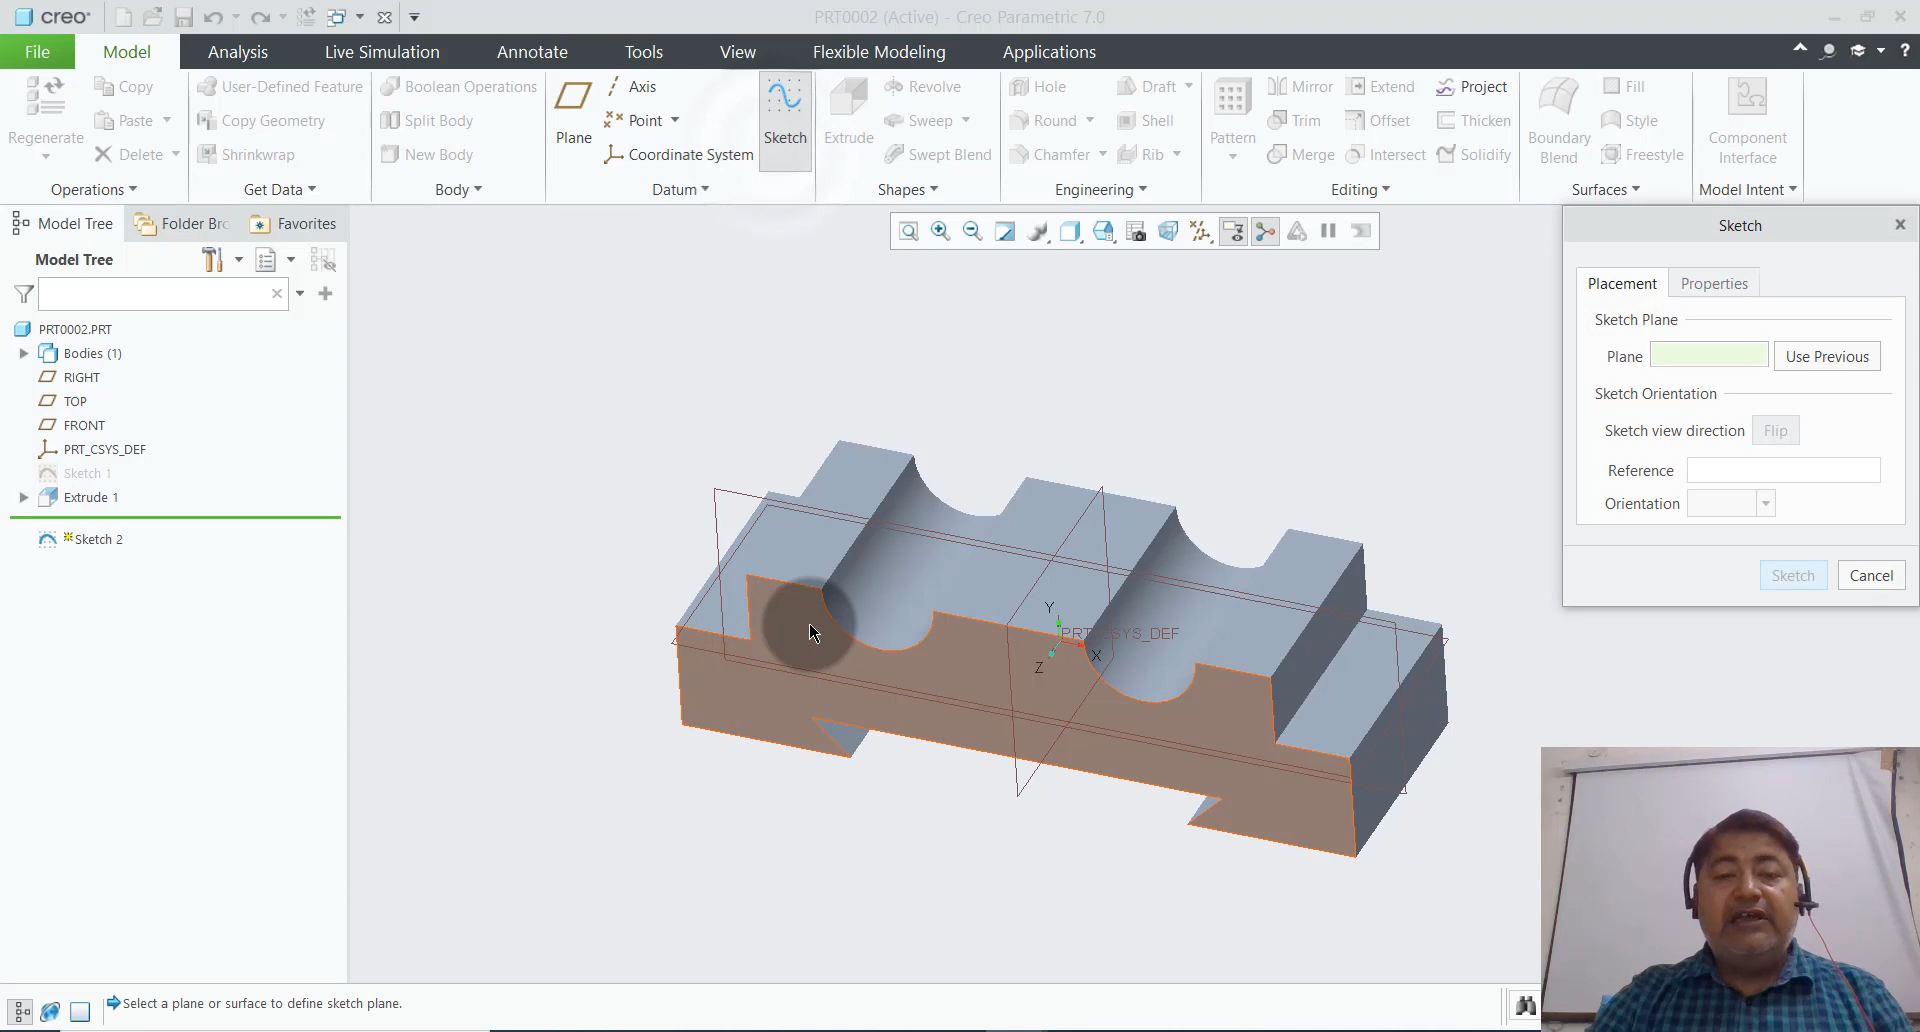 creo°
PRT0002 (Active) - Creo Parametric 7.0
File
Model
Analysis
Live Simulation
Annotate
Tools
View
Flexible Modeling
Applications
Regenerate
Copy
Paste
Delete
Operations
User-Defined Feature
Copy Geometry
Shrinkwrap
Get Data
Boolean Operations
Split Body
New Body
Body
Plane
Axis
Point
Coordinate System
Datum
Sketch
Extrude
Revolve
Sweep
Swept Blend
Shapes
Hole
Round
Chamfer
Draft
Shell
Rib
Engineering
Pattern
Mirror
Trim
Merge
Extend
Offset
Intersect
Project
Thicken
Solidify
Editing
Boundary
Blend
Fill
Style
Freestyle
Surfaces
Component
Interface
Model Intent
Model Tree
Folder Bro
Favorites
Model Tree
PRT0002.PRT
Bodies (1)
RIGHT
TOP
FRONT
PRT_CSYS_DEF
Sketch 1
Extrude 1
Sketch 2
Y
PRT_CSYS_DEF
X
Z
Sketch
Placement
Properties
Sketch Plane
Plane
Use Previous
Sketch Orientation
Sketch view direction
Flip
Reference
Orientation
Sketch
Cancel
Select a plane or surface to define sketch plane.